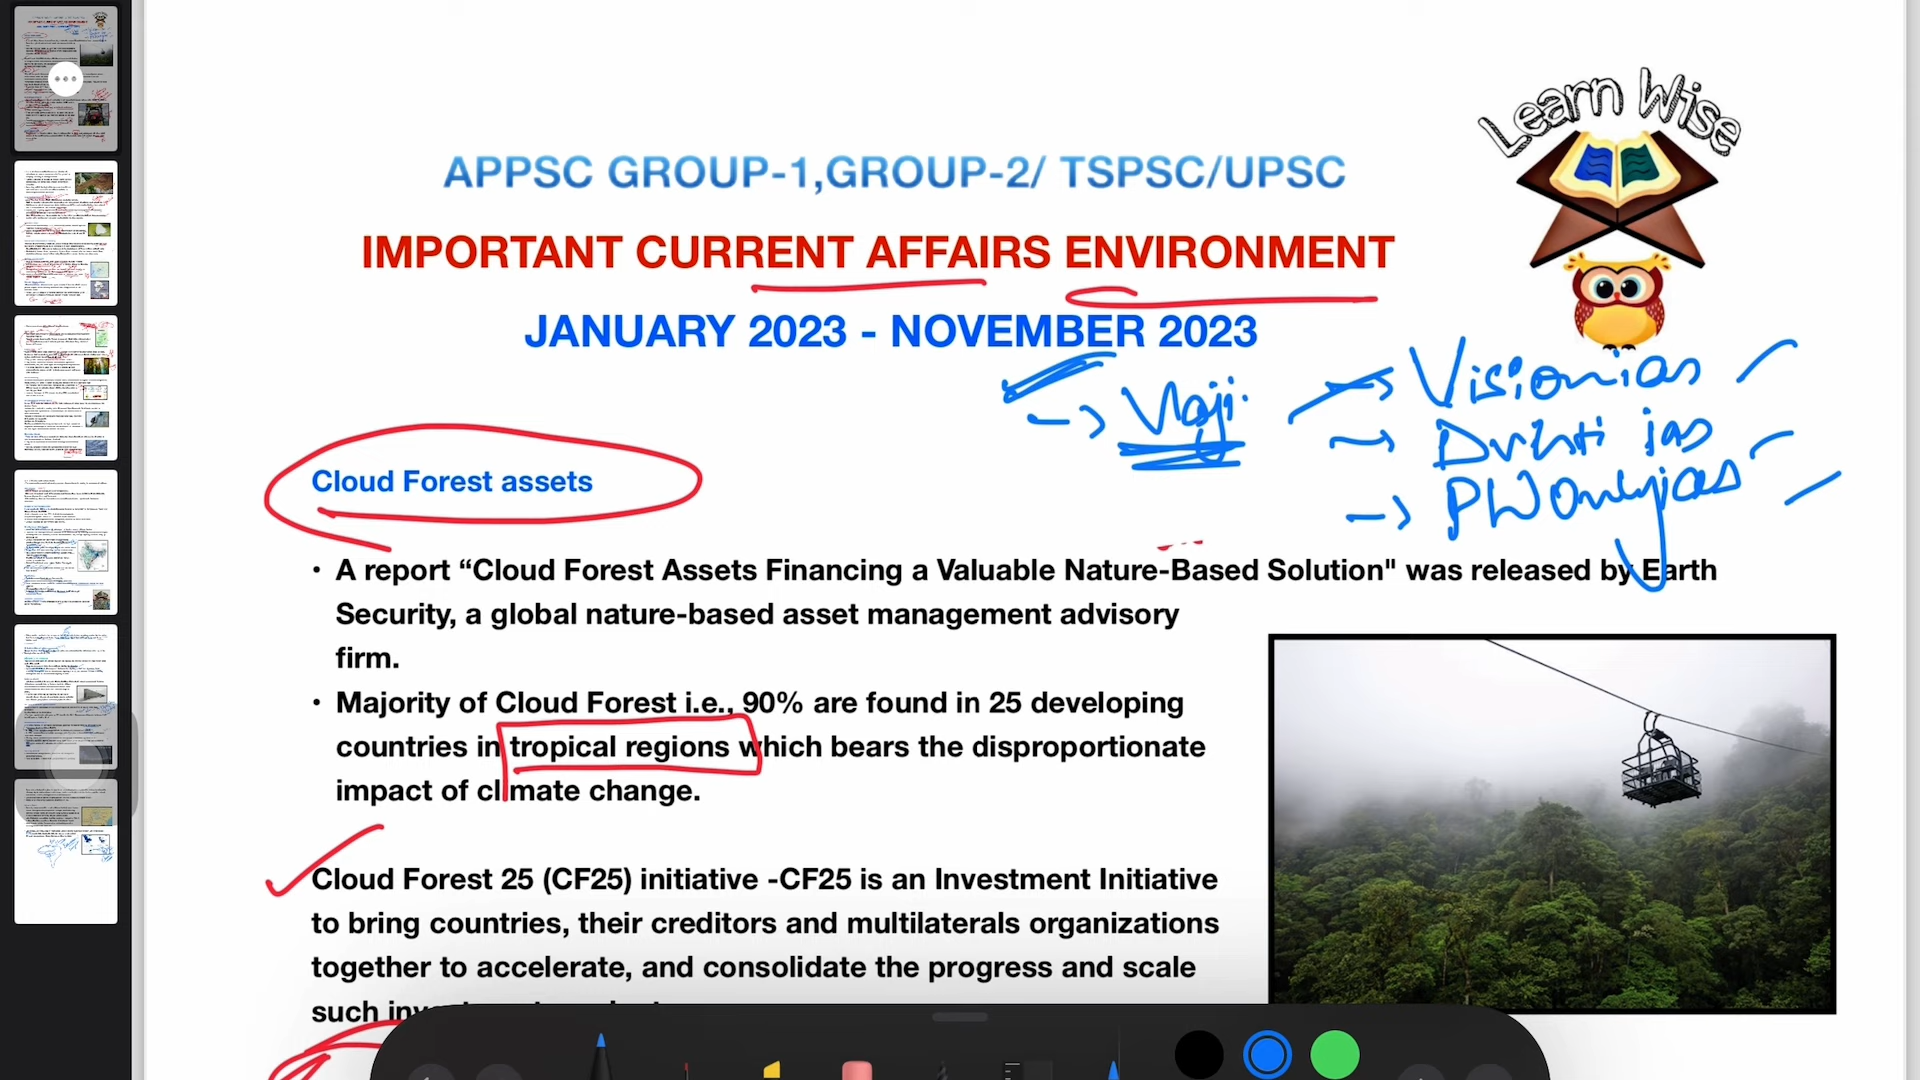 Learn Wise
APPSC GROUP-1,GROUP-2/ TSPSC/UPSC
IMPORTANT CURRENT AFFAIRS ENVIRONMENT
JANUARY 2023 - NOVEMBER 2023
-> Vaji.
-> Visionias
-> Drishti ias
-> PWonlyias
Cloud Forest assets
• A report “Cloud Forest Assets Financing a Valuable Nature-Based Solution" was released by Earth
Security, a global nature-based asset management advisory
firm.
• Majority of Cloud Forest i.e., 90% are found in 25 developing
countries in tropical regions which bears the disproportionate
impact of climate change.
Cloud Forest 25 (CF25) initiative -CF25 is an Investment Initiative
to bring countries, their creditors and multilaterals organizations
together to accelerate, and consolidate the progress and scale
such